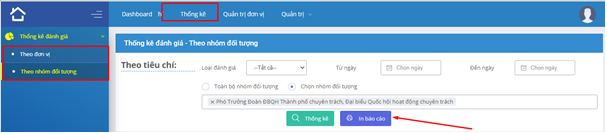 Dashboard Thống kê Quản trị đơn vị Quản trị
Thống kê đánh giá
Theo đơn vị
Theo nhóm đối tượng
Thống kê đánh giá - Theo nhóm đối tượng
Theo tiêu chí:
Loại đánh giá --Tất cả-- Từ ngày Chọn ngày Đến ngày Chọn ngày
Toàn bộ nhóm đối tượng Chọn nhóm đối tượng
× Phó Trưởng Đoàn ĐBQH Thành phố chuyên trách, Đại biểu Quốc hội hoạt động chuyên trách
Thống kê In báo cáo